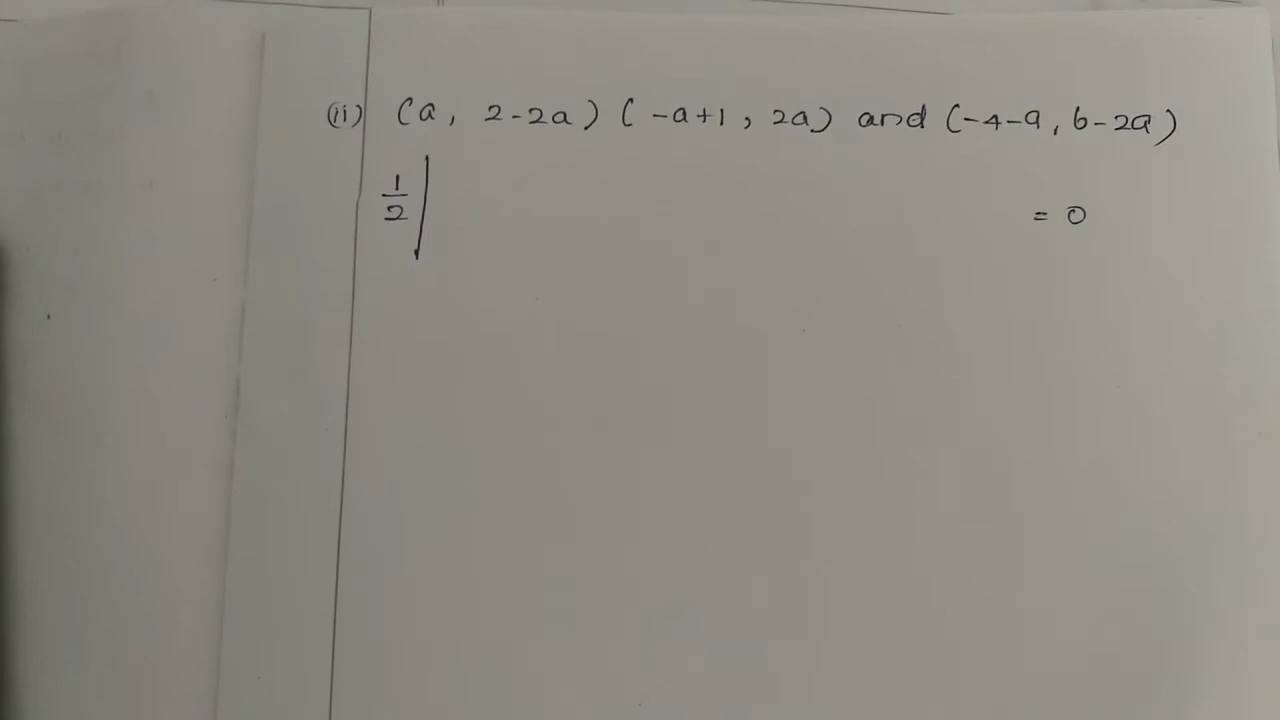 (ii) (a, 2-2a) (-a+1, 2a) and (-4-a, 6-2a)
1/2 | = 0